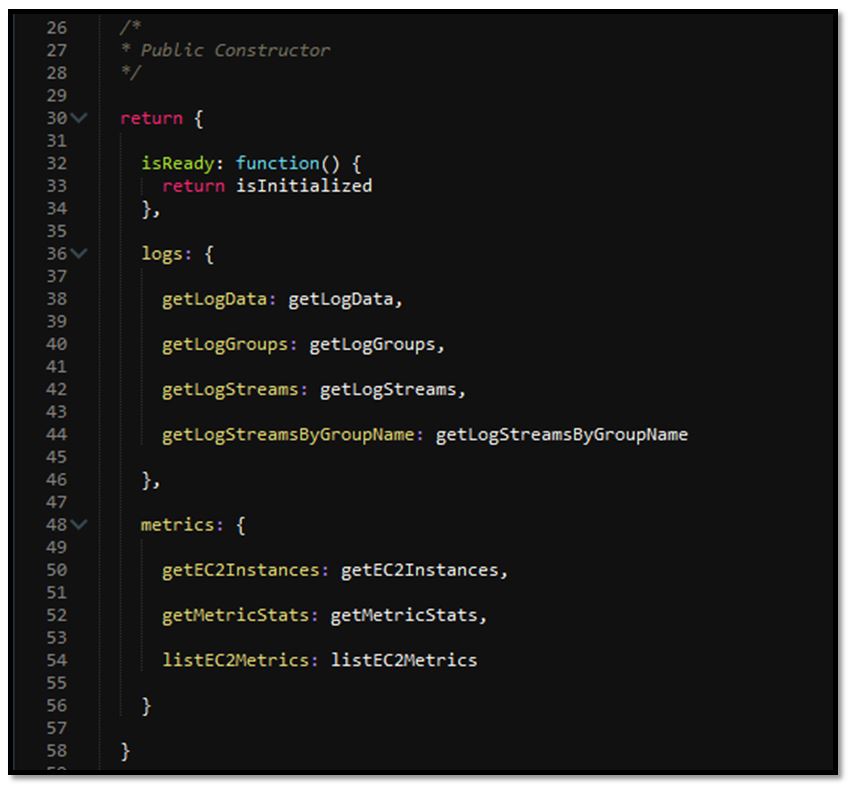 26 /*
27 * Public Constructor
28 */
29
30 return {
31
32 isReady: function() {
33 return isInitialized
34 },
35
36 logs: {
37
38 getLogData: getLogData,
39
40 getLogGroups: getLogGroups,
41
42 getLogStreams: getLogStreams,
43
44 getLogStreamsByGroupName: getLogStreamsByGroupName
45
46 },
47
48 metrics: {
49
50 getEC2Instances: getEC2Instances,
51
52 getMetricStats: getMetricStats,
53
54 listEC2Metrics: listEC2Metrics
55
56 }
57
58 }